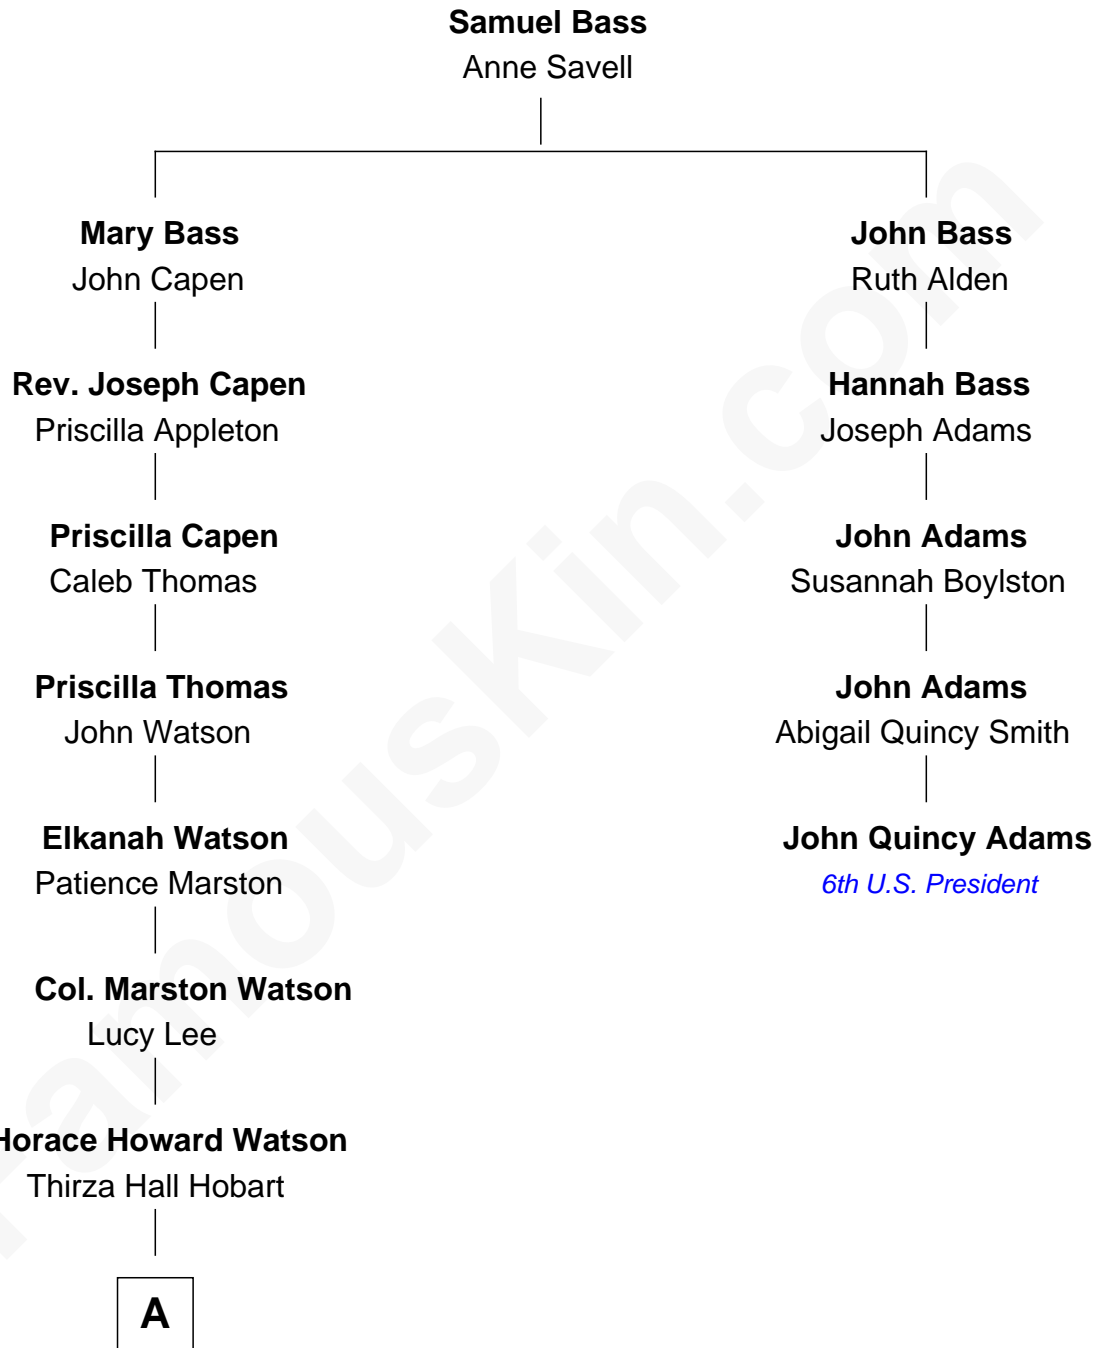 Samuel Bass
Anne Savell
Mary Bass
John Capen
John Bass
Ruth Alden
Rev. Joseph Capen
Priscilla Appleton
Hannah Bass
Joseph Adams
Priscilla Capen
Caleb Thomas
John Adams
Susannah Boylston
Priscilla Thomas
John Watson
John Adams
Abigail Quincy Smith
Elkanah Watson
Patience Marston
John Quincy Adams
6th U.S. President
Col. Marston Watson
Lucy Lee
Horace Howard Watson
Thirza Hall Hobart
A
FamousKin.com